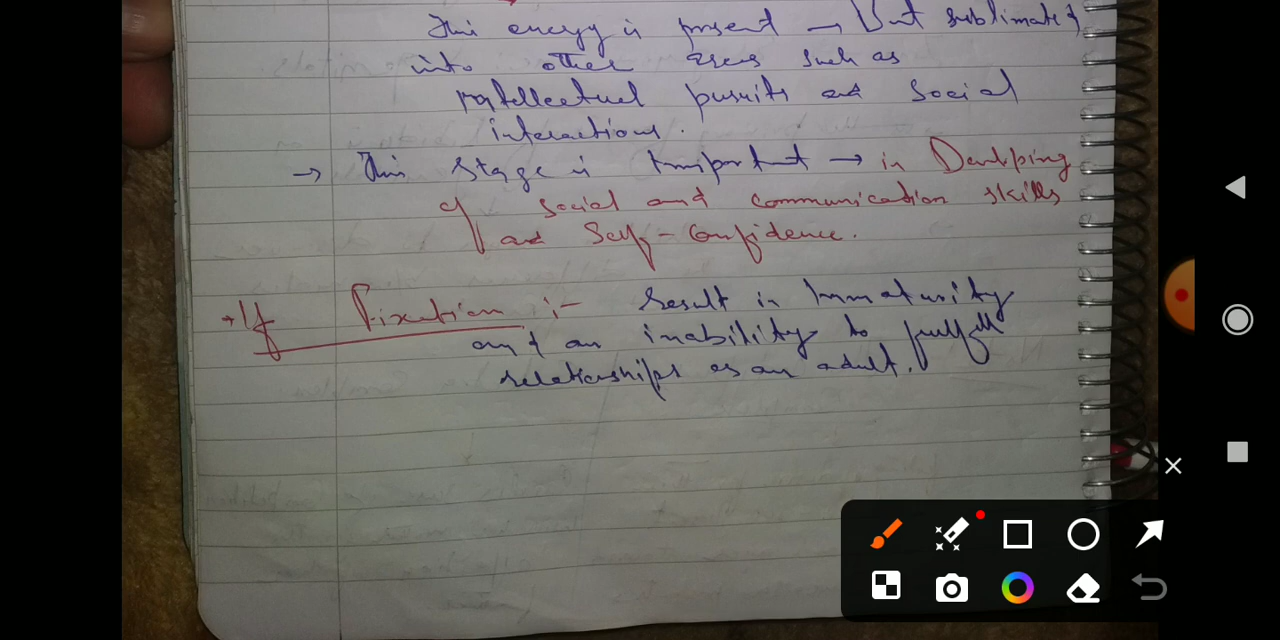 This energy is present → But sublimated
into other areas such as
intellectual pursuits and social
interactions.
→ This stage is important → in Developing
of social and communication skills
and Self-confidence.
→ If Fixation :- result in Immaturity
and an inability to fulfill
relationships as an adult.